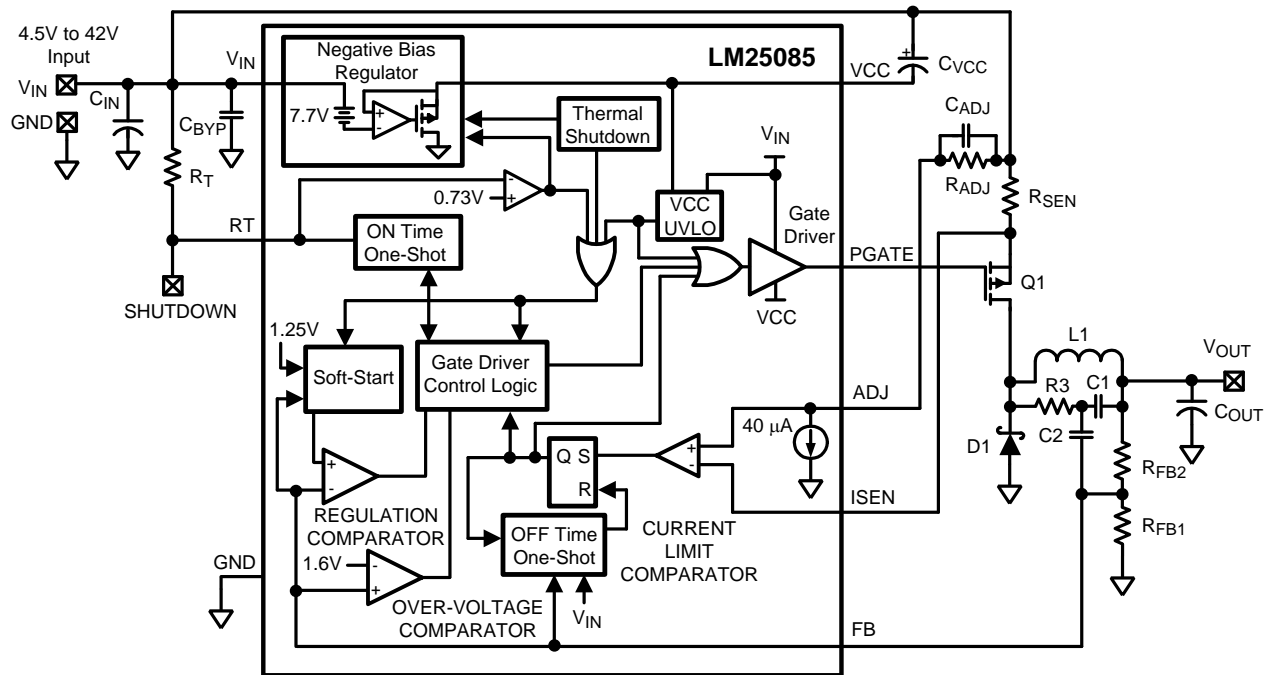 4.5V to 42V
Input
VIN
GND
CIN
CBYP
RT
RT
SHUTDOWN
VIN
Negative Bias
Regulator
7.7V
+
-
LM25085
Thermal
Shutdown
VCC
+
CVCC
CADJ
RADJ
RSEN
VIN
0.73V
-
+
VCC
UVLO
Gate
Driver
ON Time
One-Shot
PGATE
Q1
VCC
1.25V
Soft-Start
Gate Driver
Control Logic
L1
VOUT
ADJ
R3
C1
COUT
40 μA
C2
D1
RFB2
Q S
R
+
-
ISEN
+
-
REGULATION
COMPARATOR
OFF Time
One-Shot
CURRENT
LIMIT
COMPARATOR
RFB1
GND
1.6V
-
+
OVER-VOLTAGE
COMPARATOR
VIN
FB